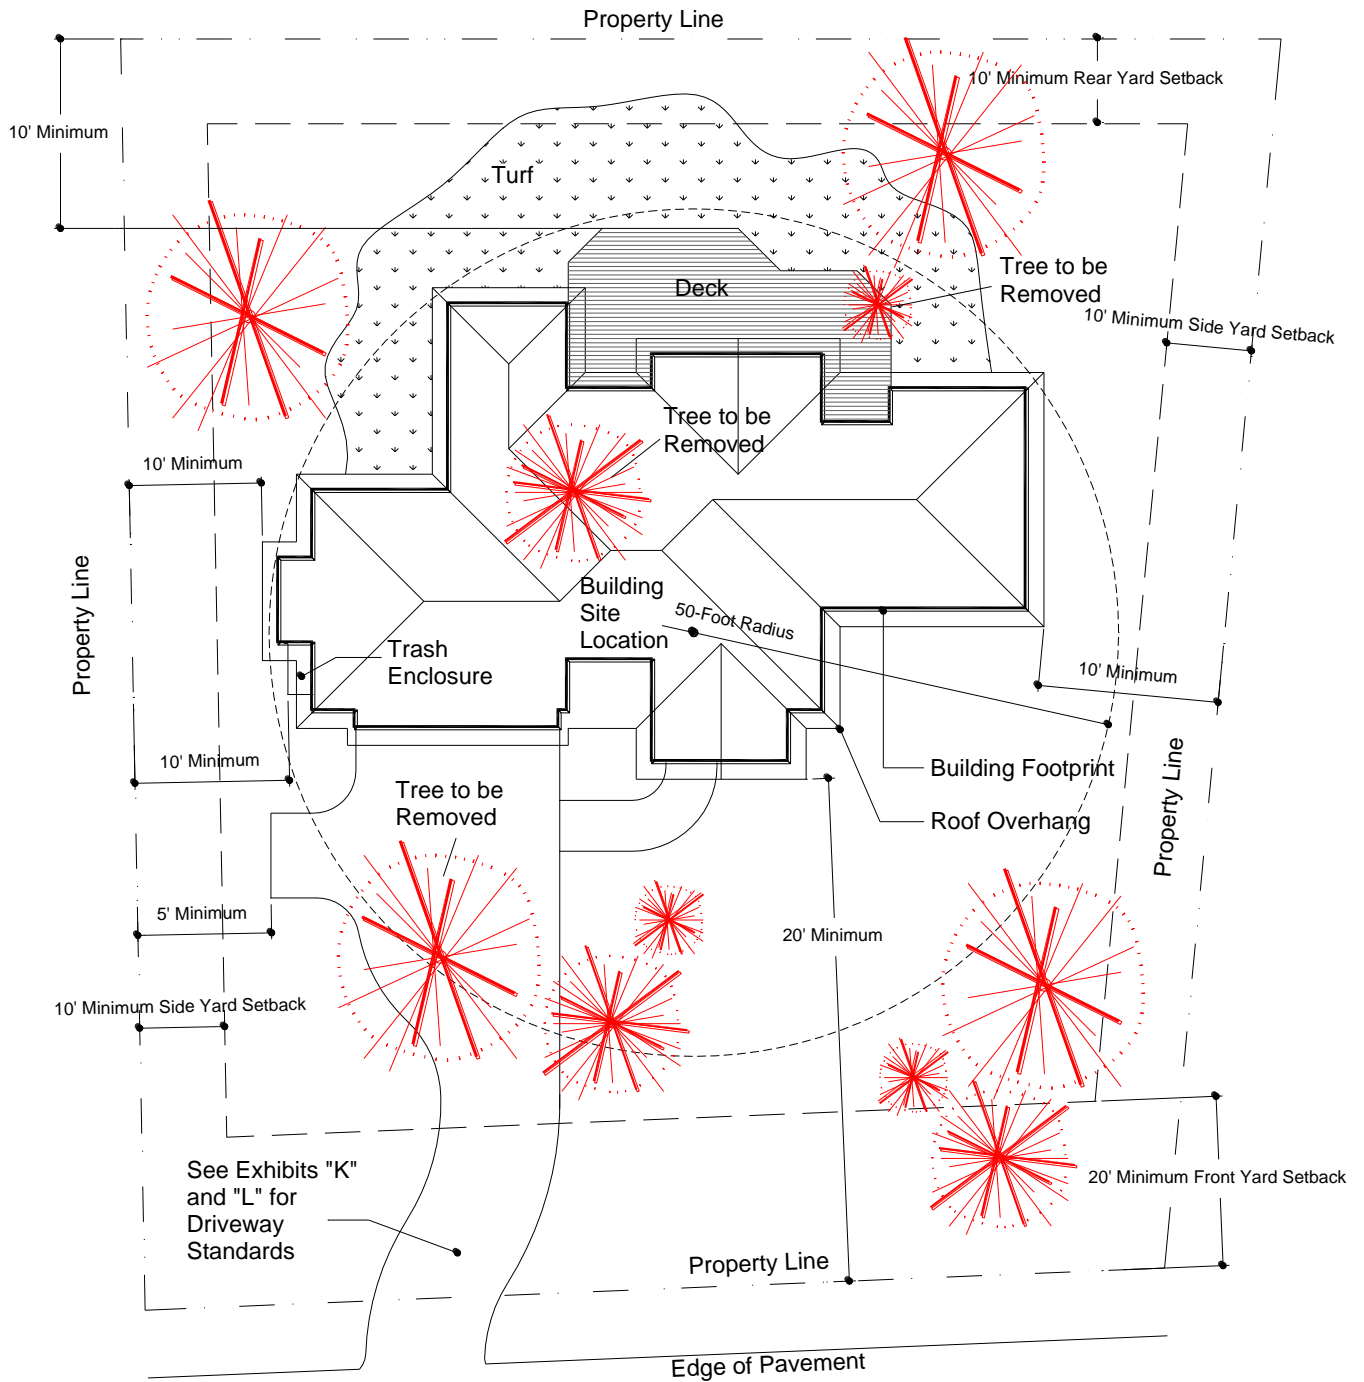 Property Line
10' Minimum Rear Yard Setback
10' Minimum
Turf
Tree to be
Removed
Deck
10' Minimum Side Yard Setback
Tree to be
Removed
10' Minimum
Property Line
Building
Site
Location
50-Foot Radius
Trash
Enclosure
10' Minimum
10' Minimum
Building Footprint
Property Line
Tree to be
Removed
Roof Overhang
5' Minimum
20' Minimum
10' Minimum Side Yard Setback
See Exhibits "K"
and "L" for
Driveway
Standards
20' Minimum Front Yard Setback
Property Line
Edge of Pavement